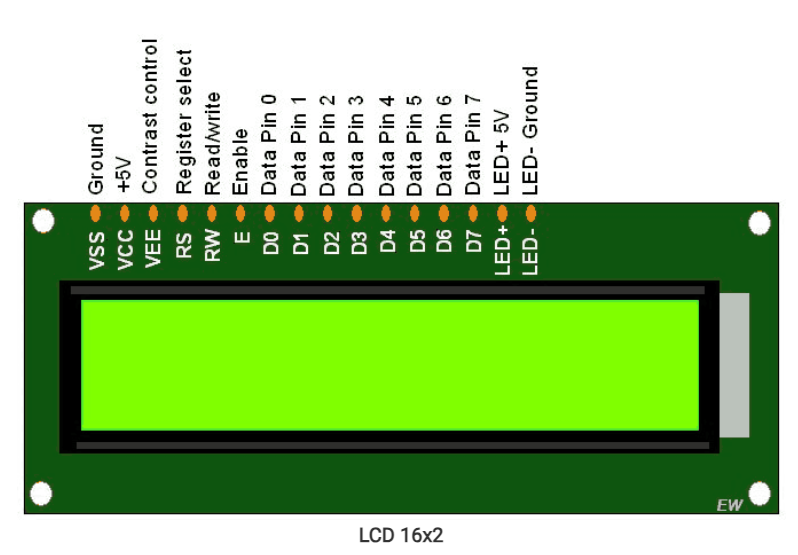 Ground
+5V
Contrast control
Register select
Read/write
Enable
Data Pin 0
Data Pin 1
Data Pin 2
Data Pin 3
Data Pin 4
Data Pin 5
Data Pin 6
Data Pin 7
LED+ 5V
LED- Ground
VSS
VCC
VEE
RS
RW
E
D0
D1
D2
D3
D4
D5
D6
D7
LED+
LED-
EW
LCD 16x2